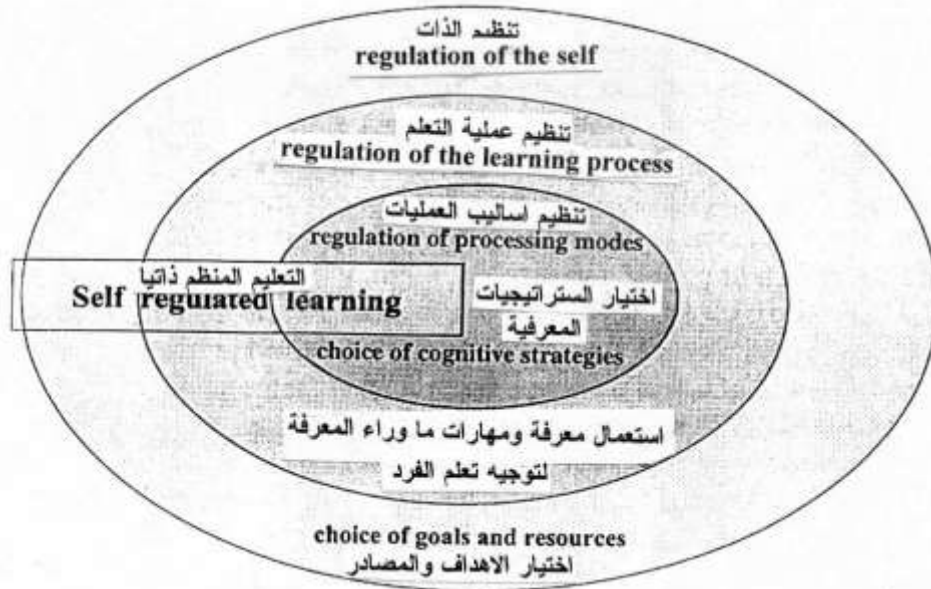 تنظيم الذات
regulation of the self
تنظيم عملية التعلم
regulation of the learning process
تنظيم اساليب العمليات
regulation of processing modes
التعليم المنظم ذاتيا
Self regulated learning
اختيار الستراتيجيات
المعرفية
choice of cognitive strategies
استعمال معرفة ومهارات ما وراء المعرفة
لتوجيه تعلم الفرد
choice of goals and resources
اختيار الاهداف والمصادر